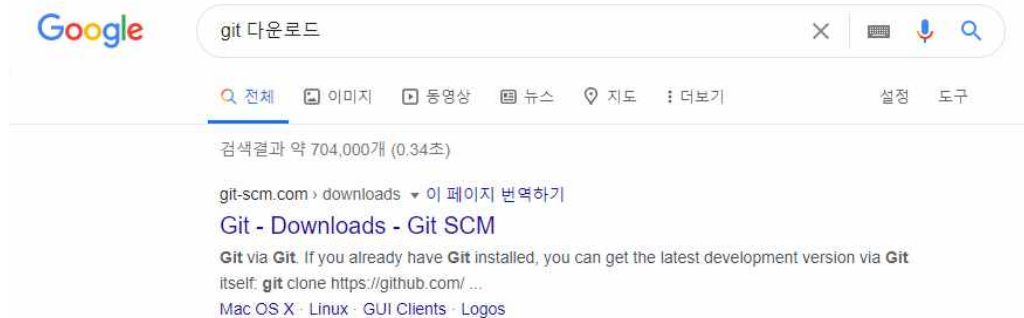 Google git 다운로드
전체 이미지 동영상 뉴스 지도 더보기 설정 도구
검색결과 약 704,000개 (0.34초)
git-scm.com › downloads ▾ 이 페이지 번역하기
Git - Downloads - Git SCM
Git via Git. If you already have Git installed, you can get the latest development version via Git
itself: git clone https://github.com/ ...
Mac OS X · Linux · GUI Clients · Logos